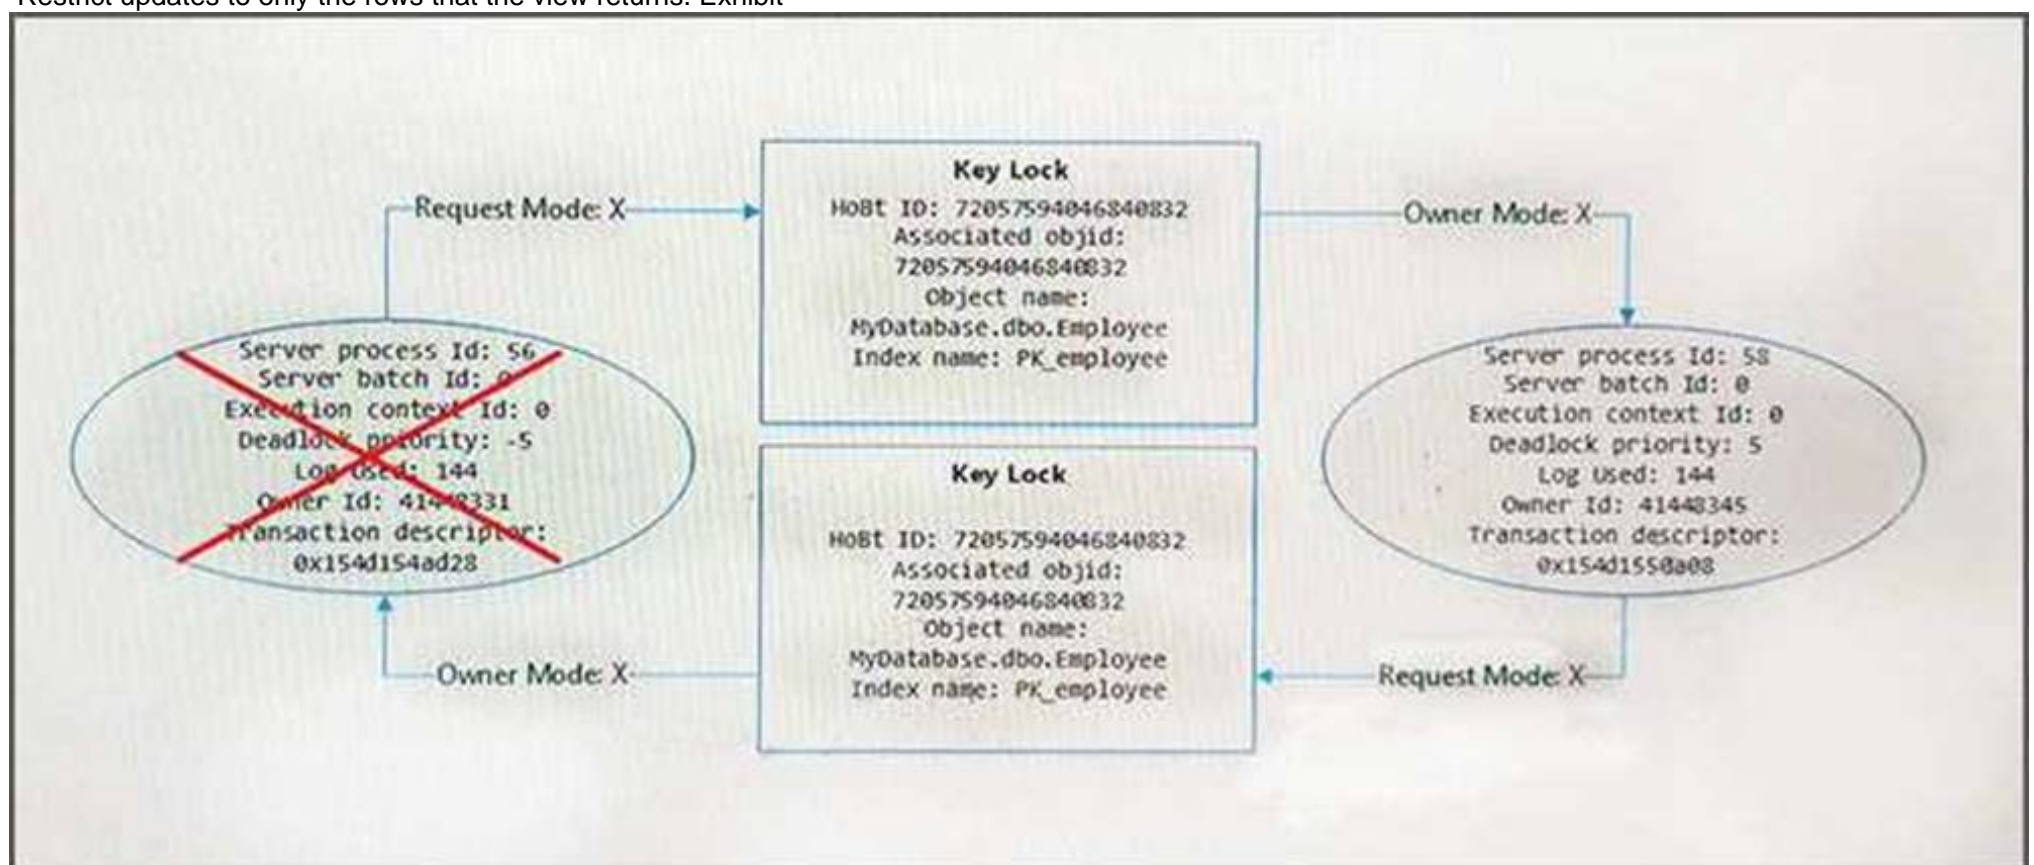 Restrict updates to only the rows that the view returns. Exhibit
Request Mode: X
Key Lock
HoBt ID: 72057594046840832
Associated objid:
72057594046840832
Object name:
MyDatabase.dbo.Employee
Index name: PK_employee
Owner Mode: X
Server process Id: 56
Server batch Id: 0
Execution context Id: 0
Deadlock priority: -5
Log Used: 144
Owner Id: 41448331
Transaction descriptor:
0x154d154ad28
Server process Id: 58
Server batch Id: 0
Execution context Id: 0
Deadlock priority: 5
Log Used: 144
Owner Id: 41448345
Transaction descriptor:
0x154d1550a08
Key Lock
HoBt ID: 72057594046840832
Associated objid:
72057594046840832
Object name:
MyDatabase.dbo.Employee
Index name: PK_employee
Owner Mode: X
Request Mode: X